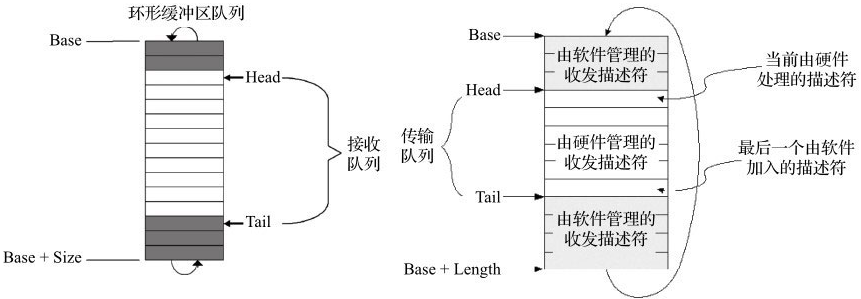 环形缓冲区队列
Base
Head
接收
队列
Tail
Base + Size
Base
由软件管理的
收发描述符
当前由硬件
处理的描述符
Head
传输
队列
由硬件管理的
收发描述符
最后一个由软件
加入的描述符
Tail
由软件管理的
收发描述符
Base + Length